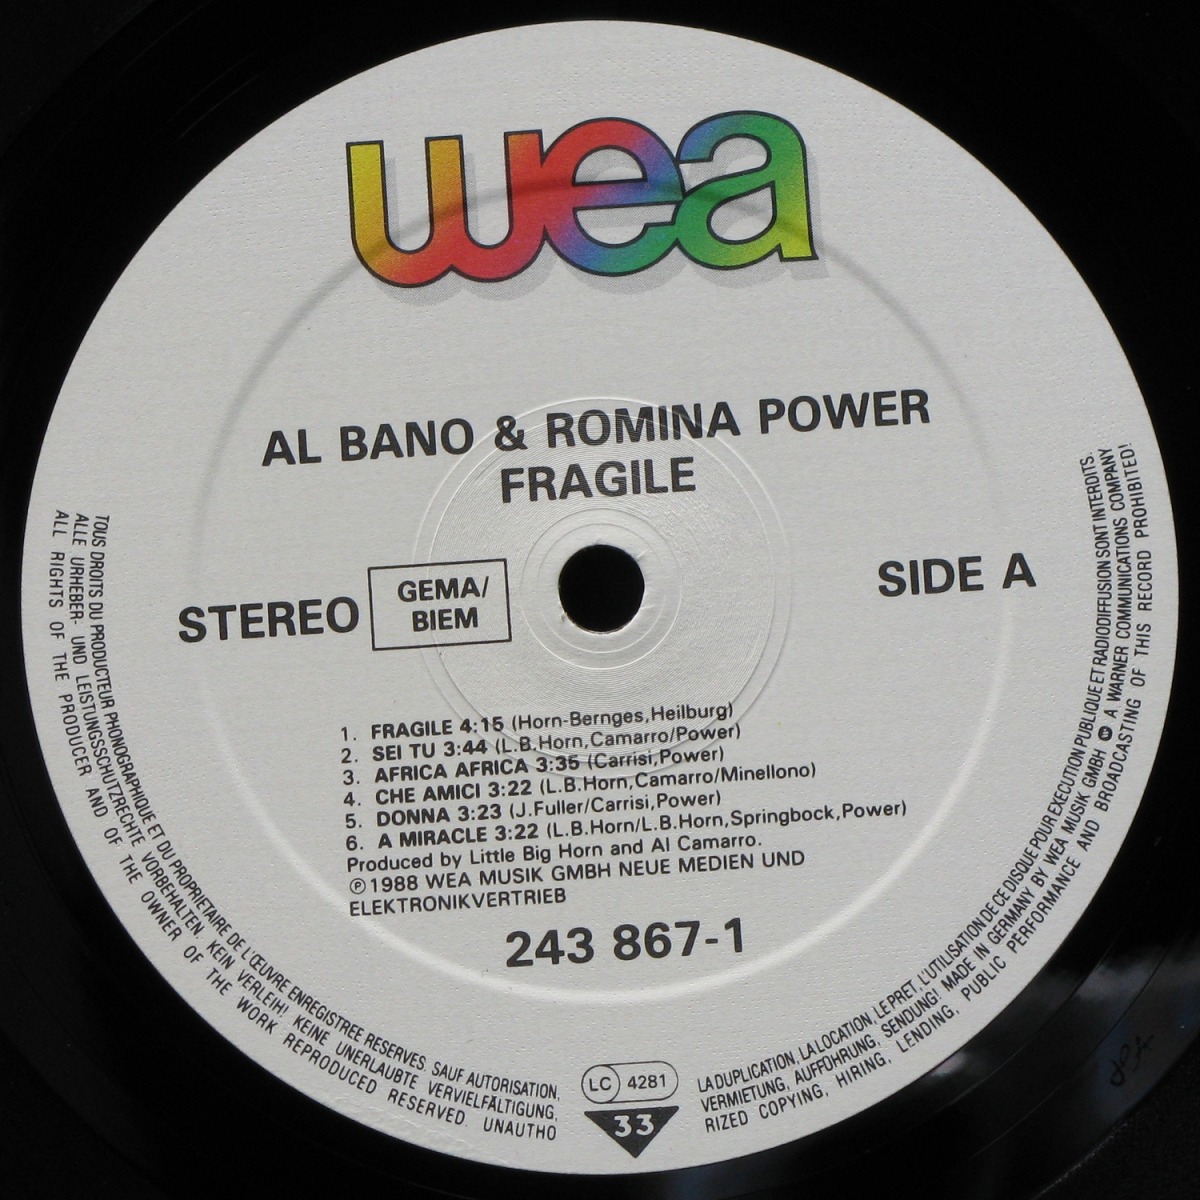 wea
AL BANO & ROMINA POWER
FRAGILE
STEREO
GEMA/
BIEM
SIDE A
1. FRAGILE 4:15 (Horn-Bernges,Heilburg)
2. SEI TU 3:44 (L.B.Horn,Camarro/Power)
3. AFRICA AFRICA 3:35 (Carrisi,Power)
4. CHE AMICI 3:22 (L.B.Horn,Camarro/Minellono)
5. DONNA 3:23 (J.Fuller/Carrisi,Power)
6. A MIRACLE 3:22 (L.B.Horn/L.B.Horn,Springbock,Power)
Produced by Little Big Horn and Al Camarro.
Ⓟ1988 WEA MUSIK GMBH NEUE MEDIEN UND
ELEKTRONIKVERTRIEB
243 867-1
TOUS DROITS DU PRODUCTEUR PHONOGRAPHIQUE ET DU PROPRIETAIRE DE L'ŒUVRE ENREGISTREE RESERVES. SAUF AUTORISATION,
ALLE URHEBER- UND LEISTUNGSSCHUTZRECHTE VORBEHALTEN. KEIN VERLEIH! KEINE UNERLAUBTE VERVIELFÄLTIGUNG,
ALL RIGHTS OF THE PRODUCER AND OF THE OWNER OF THE WORK REPRODUCED RESERVED. UNAUTHO
LC 4281
33
LA DUPLICATION, LA LOCATION, LE PRET, L'UTILISATION DE CE DISQUE POUR EXECUTION PUBLIQUE ET RADIODIFFUSION SONT INTERDITS.
VERMIETUNG, AUFFÜHRUNG, SENDUNG! MADE IN GERMANY BY WEA MUSIK GMBH A WARNER COMMUNICATIONS COMPANY
RIZED COPYING, HIRING, LENDING, PUBLIC PERFORMANCE AND BROADCASTING OF THIS RECORD PROHIBITED!